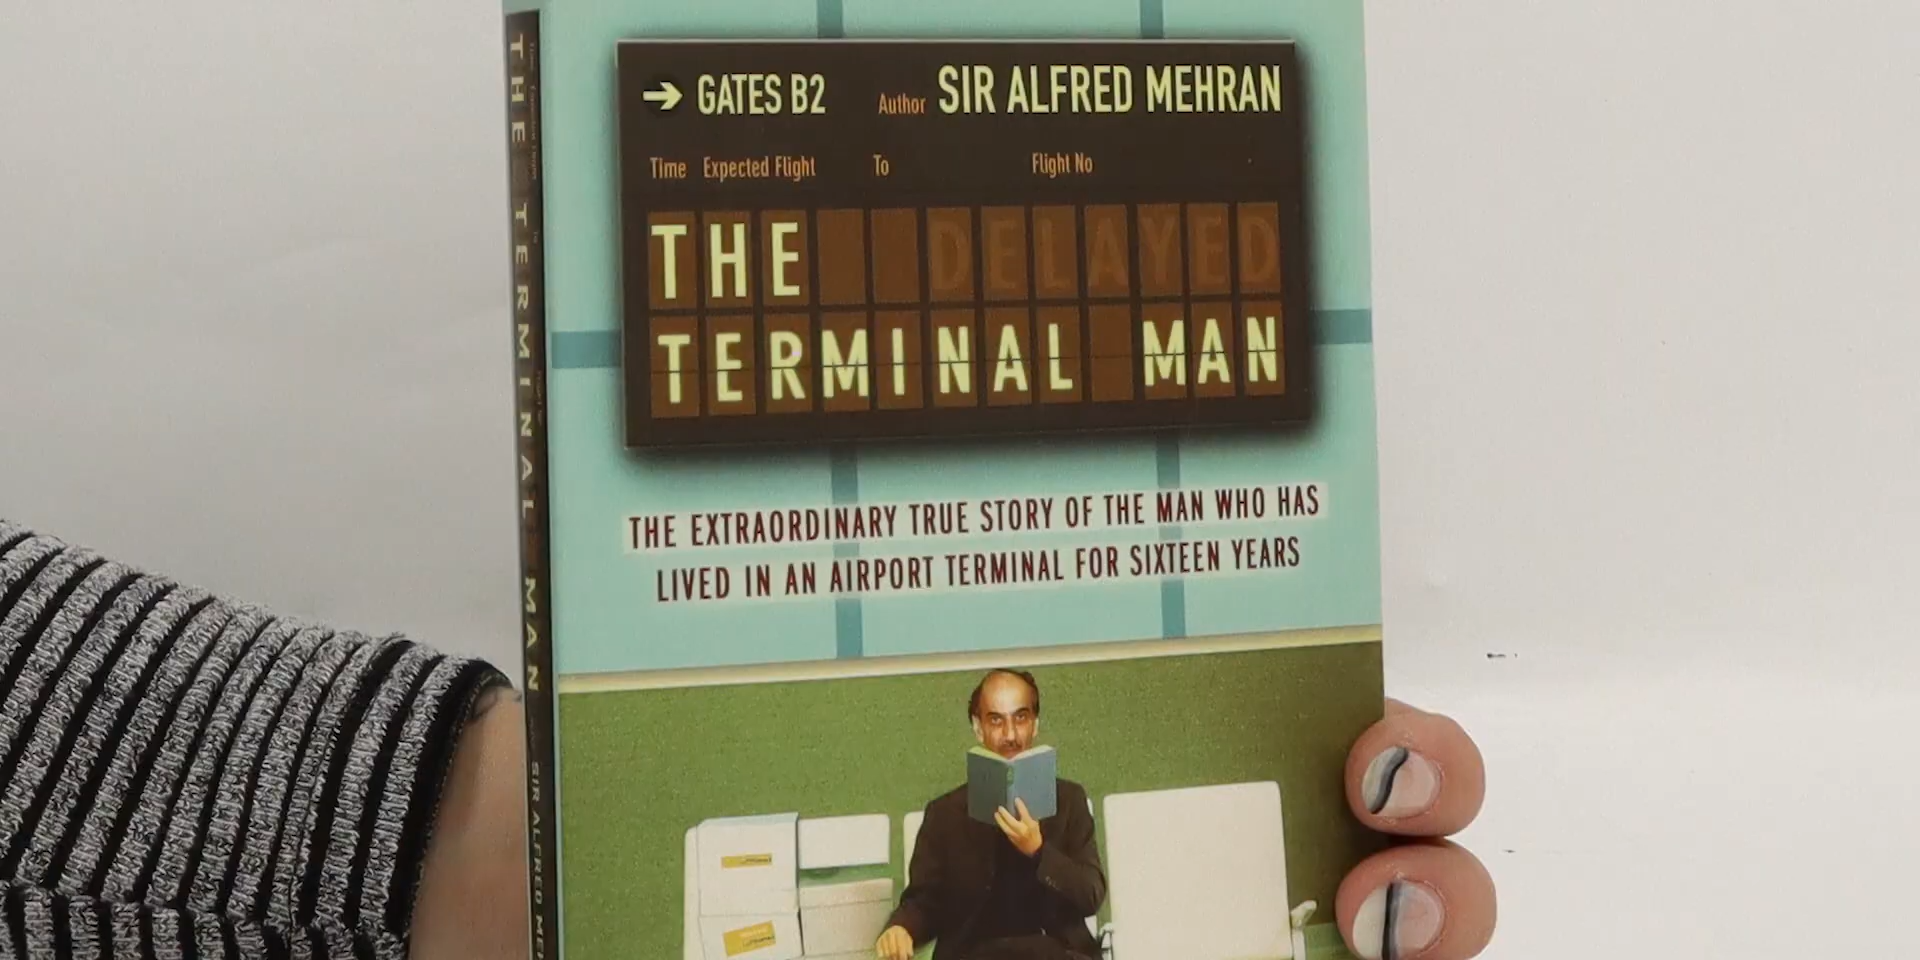 GATES B2 Author SIR ALFRED MEHRAN
Time Expected Flight To Flight No
THE DELAYED
TERMINAL MAN
THE EXTRAORDINARY TRUE STORY OF THE MAN WHO HAS
LIVED IN AN AIRPORT TERMINAL FOR SIXTEEN YEARS
THE TERMINAL MAN SIR ALFRED